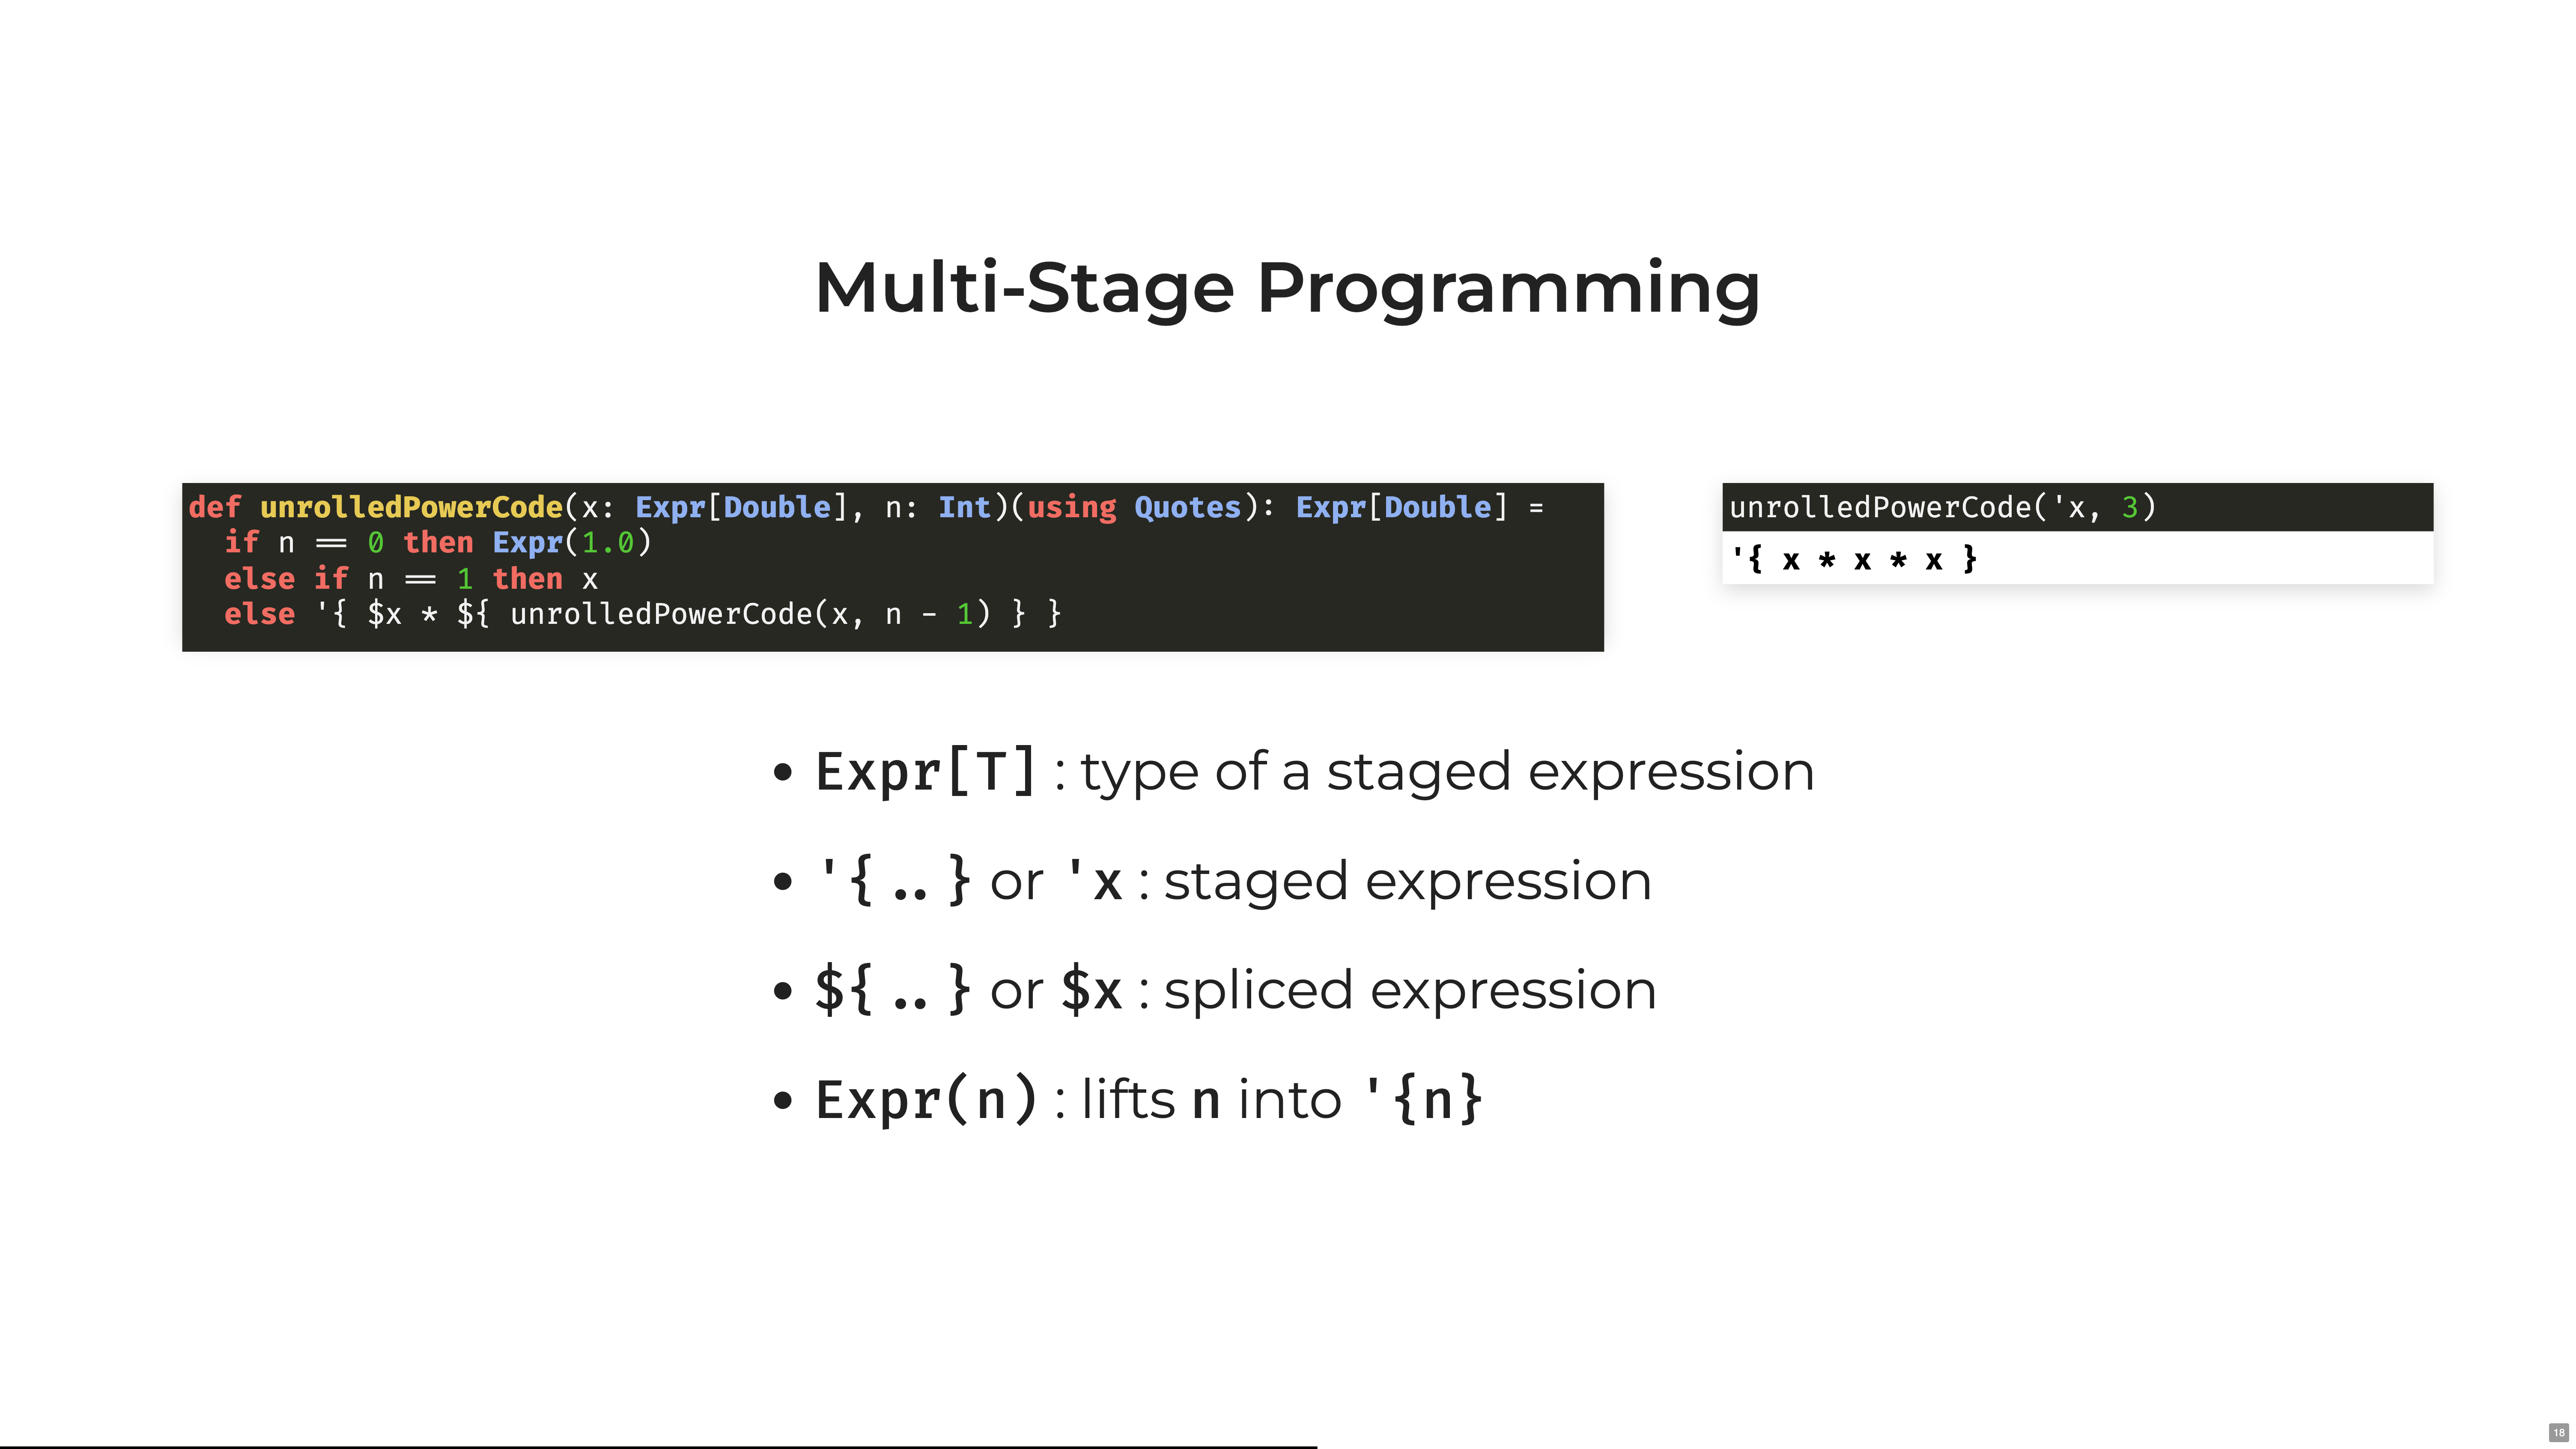 Multi-Stage Programming
def unrolledPowerCode(x: Expr[Double], n: Int)(using Quotes): Expr[Double] =
  if n == 0 then Expr(1.0)
  else if n == 1 then x
  else '{ $x * ${ unrolledPowerCode(x, n - 1) } }
unrolledPowerCode('x, 3)
'{ x * x * x }
• Expr[T] : type of a staged expression
• '{ .. } or 'x : staged expression
• ${ .. } or $x : spliced expression
• Expr(n) : lifts n into '{n}
18